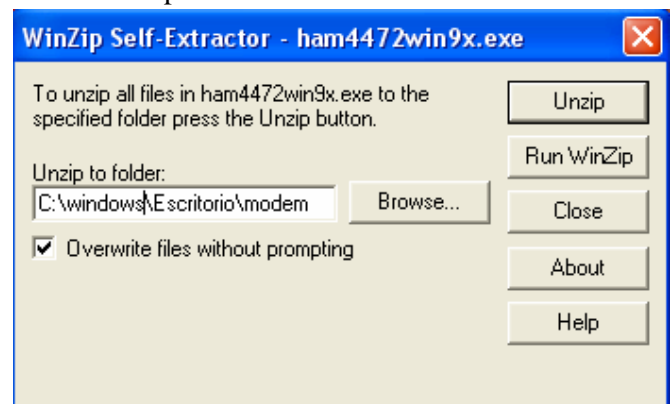 WinZip Self-Extractor - ham4472win9x.exe
To unzip all files in ham4472win9x.exe to the
specified folder press the Unzip button.
Unzip to folder:
C:\windows\Escritorio\modem
Browse...
Overwrite files without prompting
Unzip
Run WinZip
Close
About
Help